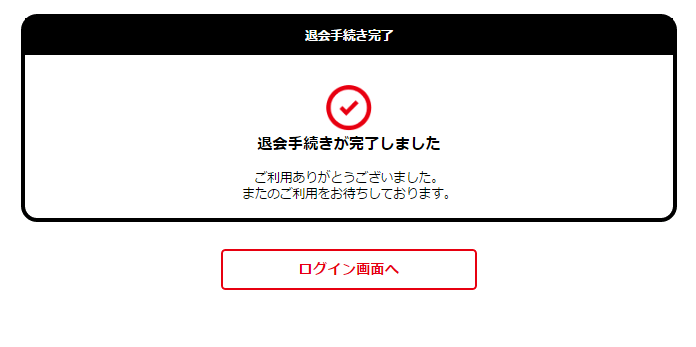 退会手続き完了
退会手続きが完了しました
ご利用ありがとうございました。
またのご利用をお待ちしております。
ログイン画面へ